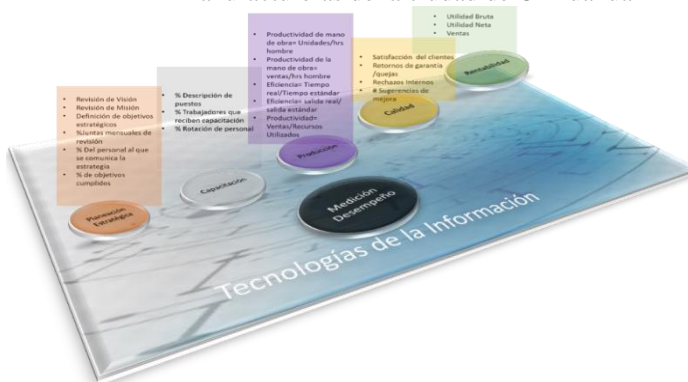 • Revisión de Visión
• Revisión de Misión
• Definición de objetivos
estratégicos
• %Juntas mensuales de
revisión
• % Del personal al que
se comunica la
estrategia
• % de objetivos
cumplidos
Planeación
Estratégica
• % Descripción de
puestos
• % Trabajadores que
reciben capacitación
• % Rotación de personal
Capacitación
• Productividad de mano
de obra= Unidades/hrs
hombre
• Productividad de la
mano de obra=
ventas/hrs hombre
• Eficiencia= Tiempo
real/Tiempo estándar
• Eficiencia= salida real/
salida estándar
• Productividad=
Ventas/Recursos
Utilizados
Producción
• Satisfacción del clientes
• Retornos de garantía
/quejas
• Rechazos Internos
• # Sugerencias de
mejora
Calidad
• Utilidad Bruta
• Utilidad Neta
• Ventas
Rentabilidad
Medición
Desempeño
Tecnologías de la Información